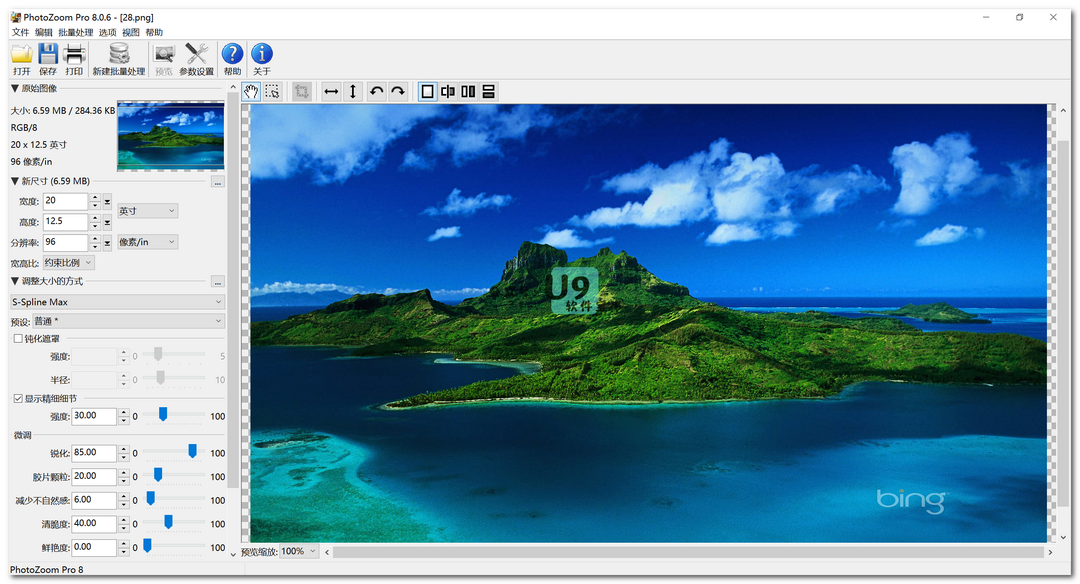 PhotoZoom Pro 8.0.6 - [28.png]
文件 编辑 批量处理 选项 视图 帮助
打开 保存 打印 新建批量处理 预览 参数设置 帮助 关于
原始图像
大小: 6.59 MB / 284.36 KB
RGB/8
20 x 12.5 英寸
96 像素/in
新尺寸 (6.59 MB) ...
宽度: 20 英寸
高度: 12.5
分辨率: 96 像素/in
宽高比: 约束比例
调整大小的方式 ...
S-Spline Max
预设: 普通 *
钝化遮罩
强度: 0 5
半径: 0 10
显示精细细节
强度: 30.00 0 100
微调
锐化: 85.00 0 100
胶片颗粒: 20.00 0 100
减少不自然感: 6.00 0 100
清脆度: 40.00 0 100
鲜艳度: 0.00 0 100
U9
软件
bing
预览缩放: 100%
PhotoZoom Pro 8